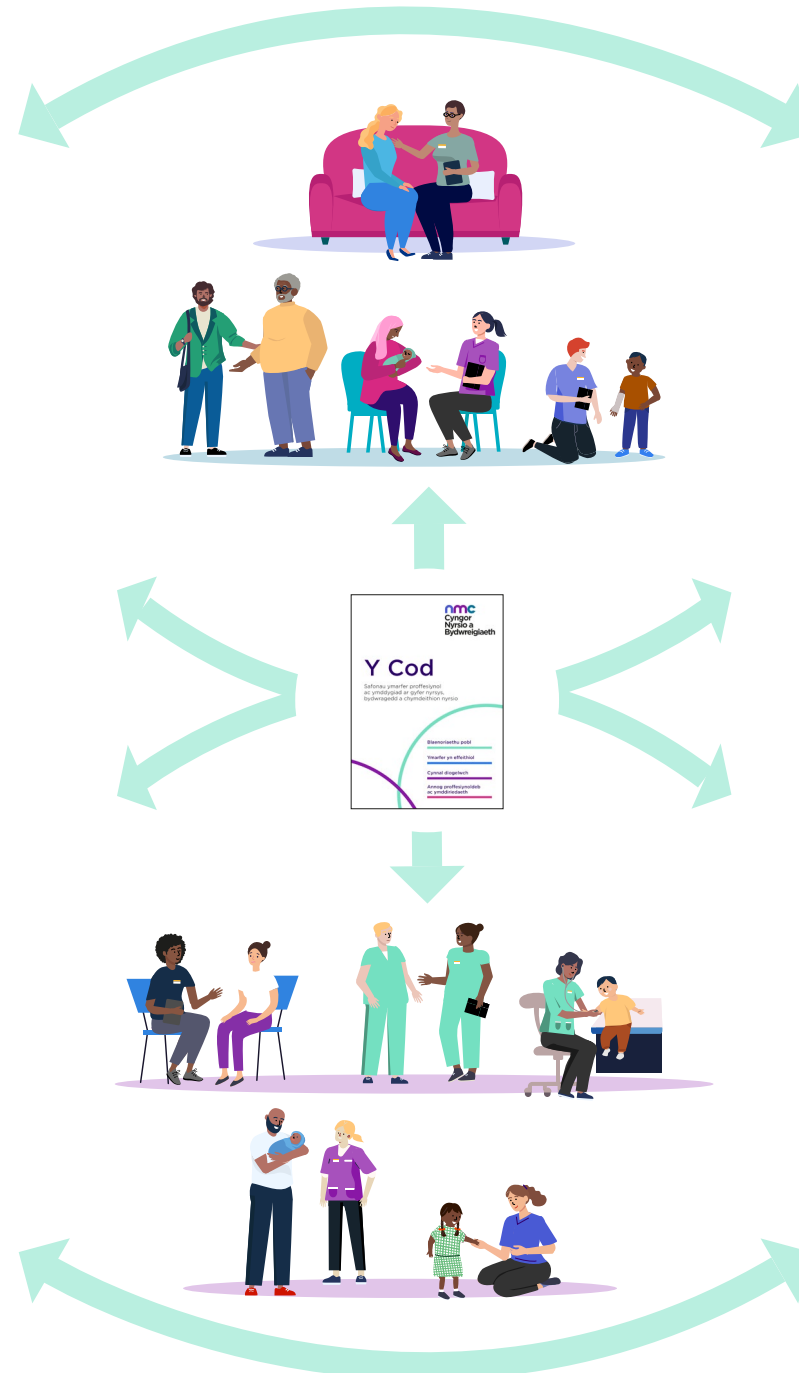 nmc
Cyngor
Nyrsio a
Bydwreigiaeth
Y Cod
Safonau ymarfer proffesiynol
ac ymddygiad ar gyfer nyrsys,
bydwragedd a chymdeithion nyrsio
Blaenoriaethu pobl
Ymarfer yn effeithiol
Cynnal diogelwch
Annog proffesiynoldeb
ac ymddiriedaeth